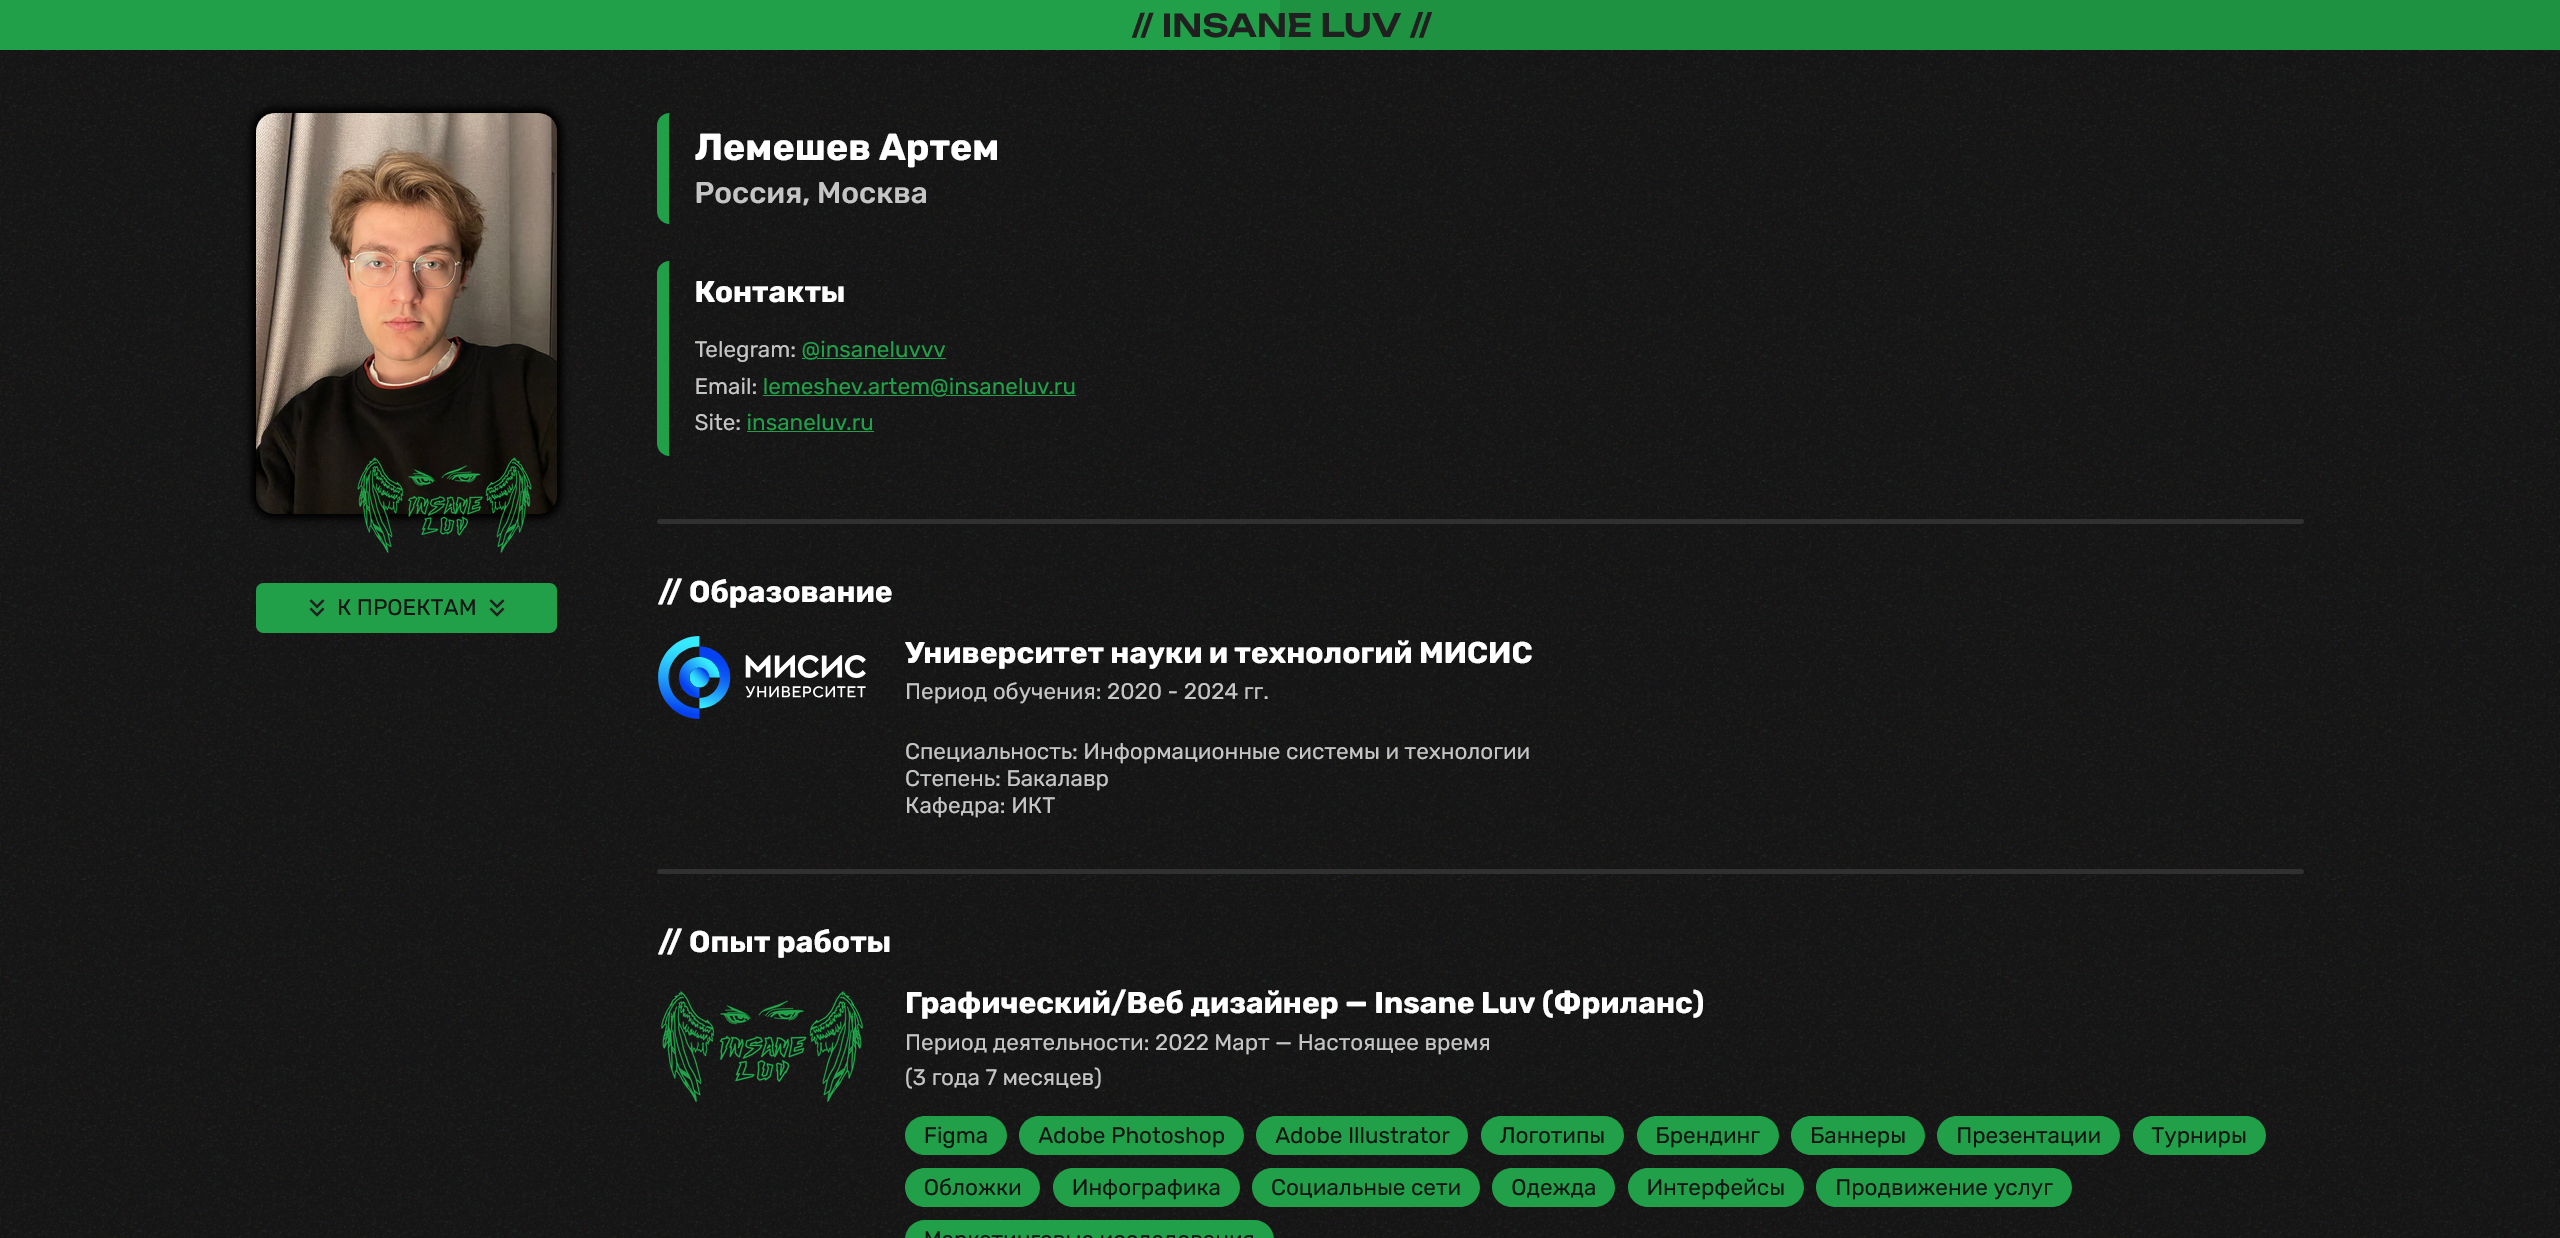 // INSANE LUV //
Лемешев Артем
Россия, Москва
Контакты
Telegram: @insaneluvvv
Email: lemeshev.artem@insaneluv.ru
Site: insaneluv.ru
INSANE
LUV
К ПРОЕКТАМ
// Образование
МИСИС
УНИВЕРСИТЕТ
Университет науки и технологий МИСИС
Период обучения: 2020 - 2024 гг.
Специальность: Информационные системы и технологии
Степень: Бакалавр
Кафедра: ИКТ
// Опыт работы
INSANE
LUV
Графический/Веб дизайнер — Insane Luv (Фриланс)
Период деятельности: 2022 Март — Настоящее время
(3 года 7 месяцев)
Figma Adobe Photoshop Adobe Illustrator Логотипы Брендинг Баннеры Презентации Турниры
Обложки Инфографика Социальные сети Одежда Интерфейсы Продвижение услуг
Маркетинговые исследования